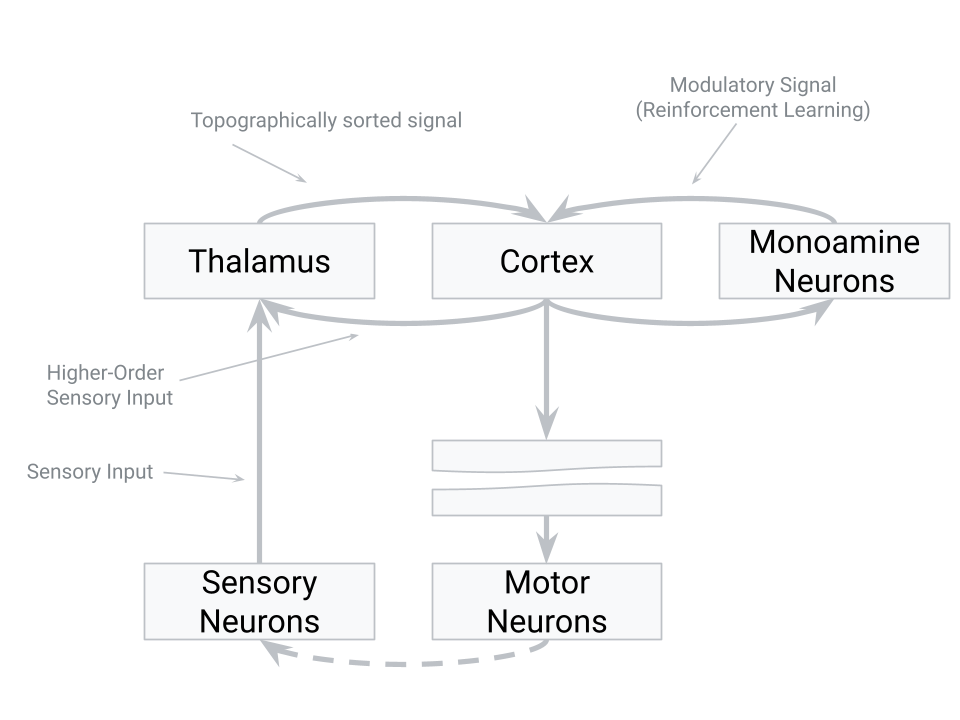 Modulatory Signal
(Reinforcement Learning)
Topographically sorted signal
Thalamus
Cortex
Monoamine
Neurons
Higher-Order
Sensory Input
Sensory Input
Sensory
Neurons
Motor
Neurons